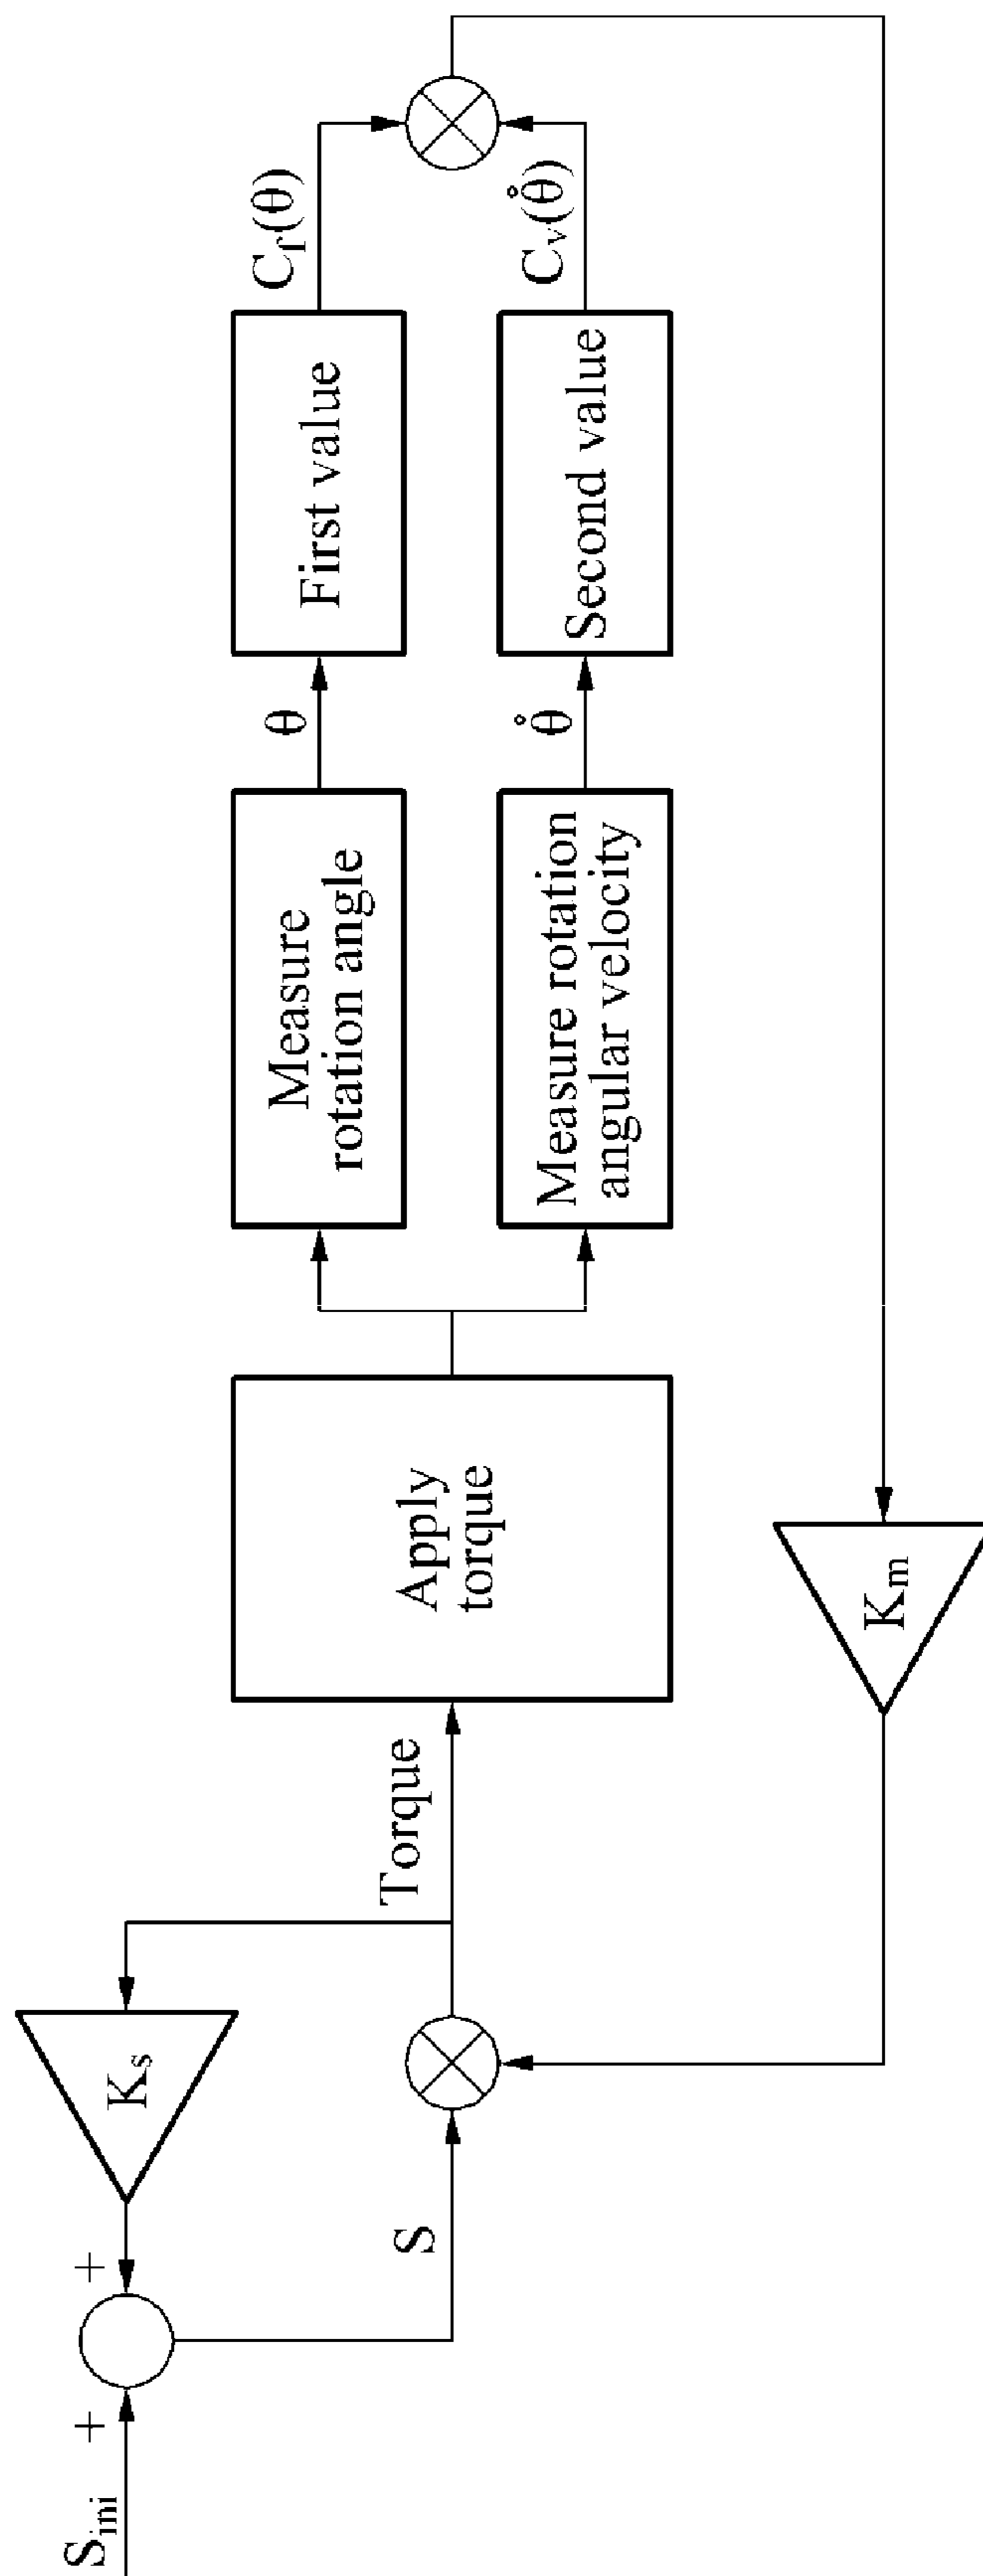 S_ini
+
+
K_s
S
Torque
Apply
torque
Measure
rotation angle
θ
First value
C_f(θ)
Measure rotation
angular velocity
θ̊
Second value
C_v(θ̊)
K_m